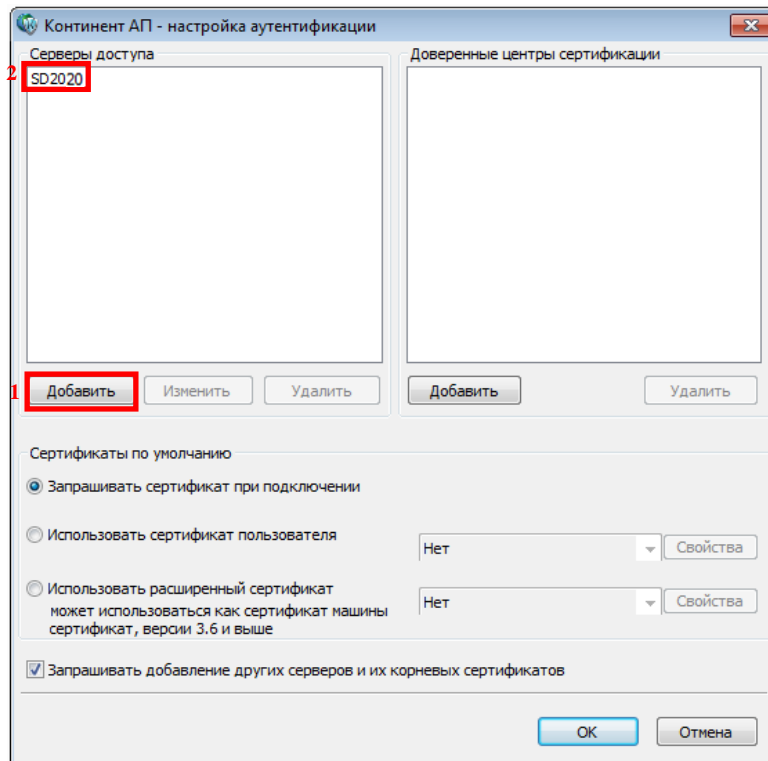 Континент АП - настройка аутентификации
Серверы доступа
Доверенные центры сертификации
2
SD2020
1
Добавить
Изменить
Удалить
Добавить
Удалить
Сертификаты по умолчанию
Запрашивать сертификат при подключении
Использовать сертификат пользователя
Нет
Свойства
Использовать расширенный сертификат
может использоваться как сертификат машины
сертификат, версии 3.6 и выше
Нет
Свойства
Запрашивать добавление других серверов и их корневых сертификатов
ОК
Отмена